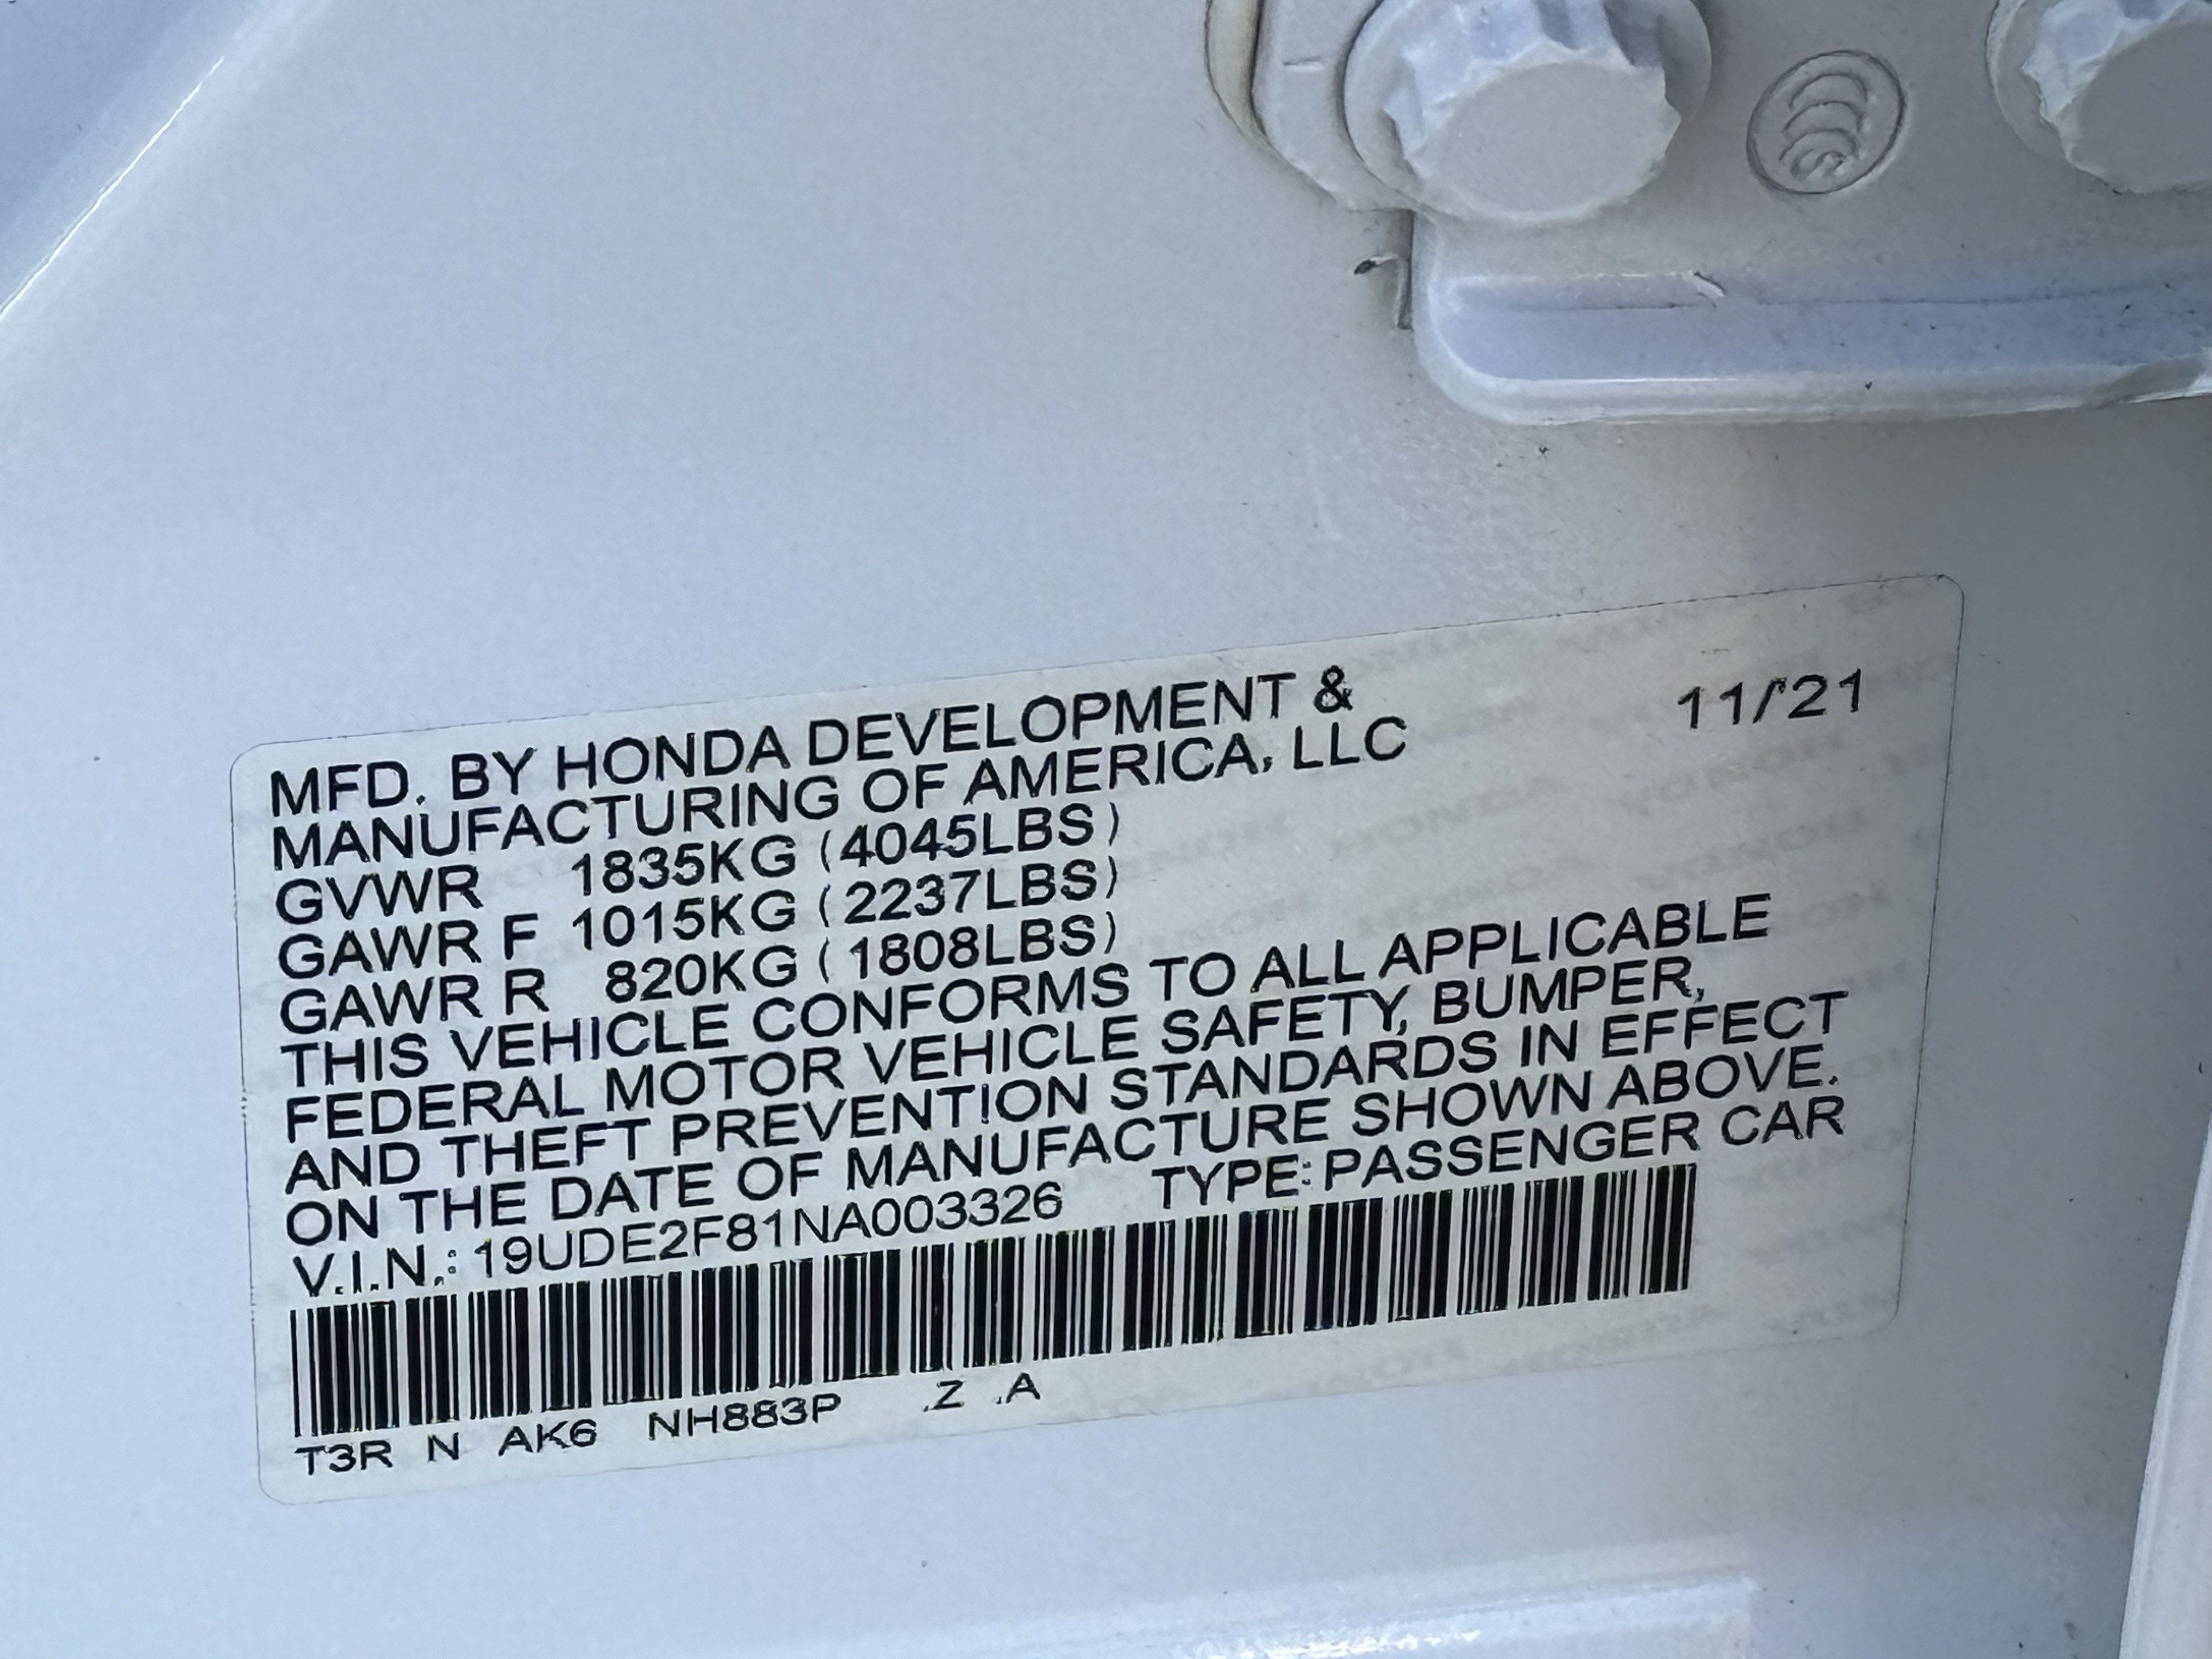 MFD. BY HONDA DEVELOPMENT & 11/'21
MANUFACTURING OF AMERICA, LLC
GVWR 1835KG (4045LBS)
GAWR F 1015KG (2237LBS)
GAWR R 820KG (1808LBS)
THIS VEHICLE CONFORMS TO ALL APPLICABLE
FEDERAL MOTOR VEHICLE SAFETY, BUMPER,
AND THEFT PREVENTION STANDARDS IN EFFECT
ON THE DATE OF MANUFACTURE SHOWN ABOVE.
V.I.N.: 19UDE2F81NA003326 TYPE: PASSENGER CAR
T3R N AK6 NH883P .Z .A